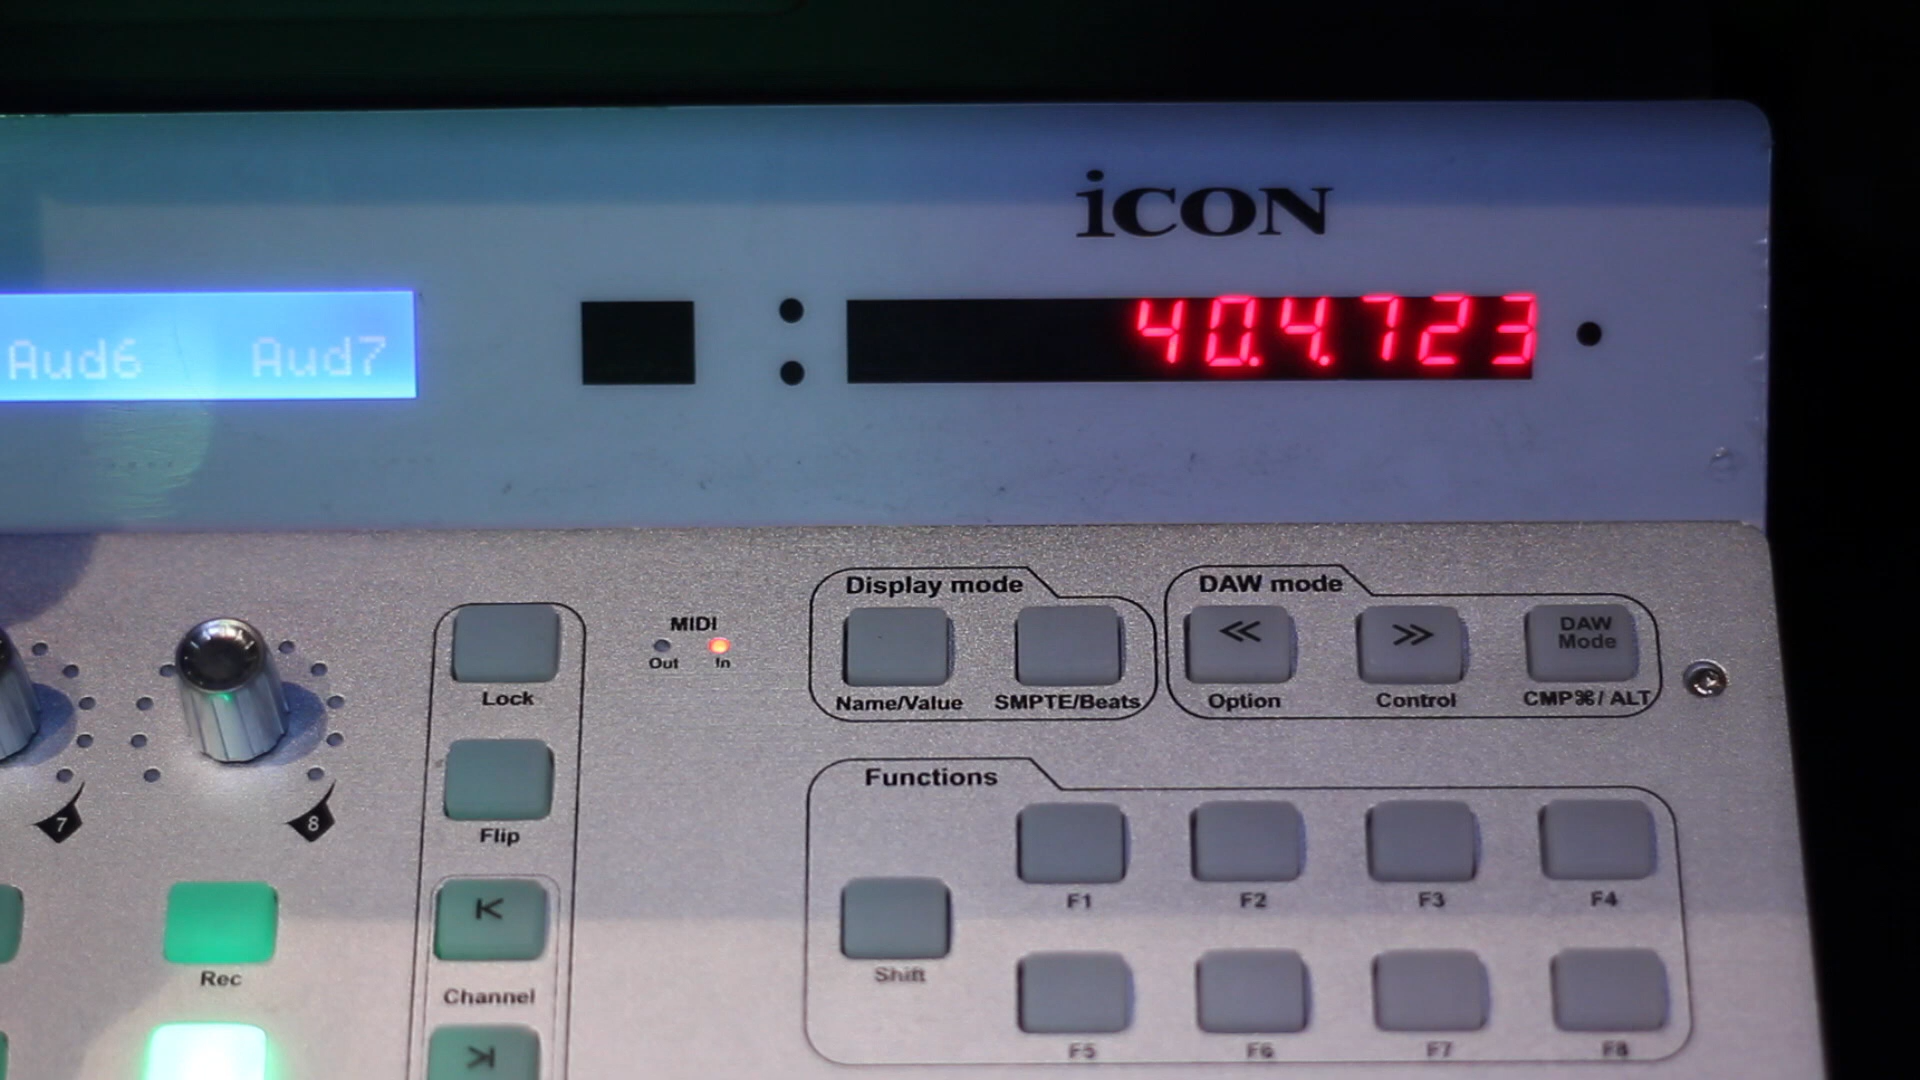 iCON
Aud6 Aud7
40.4.723
Display mode
DAW mode
MIDI
Out In
<<
>>
DAW Mode
Lock
Name/Value
SMPTE/Beats
Option
Control
CMP⌘/ALT
Functions
7
8
Flip
F1
F2
F3
F4
Rec
Shift
Channel
F5
F6
F7
F8